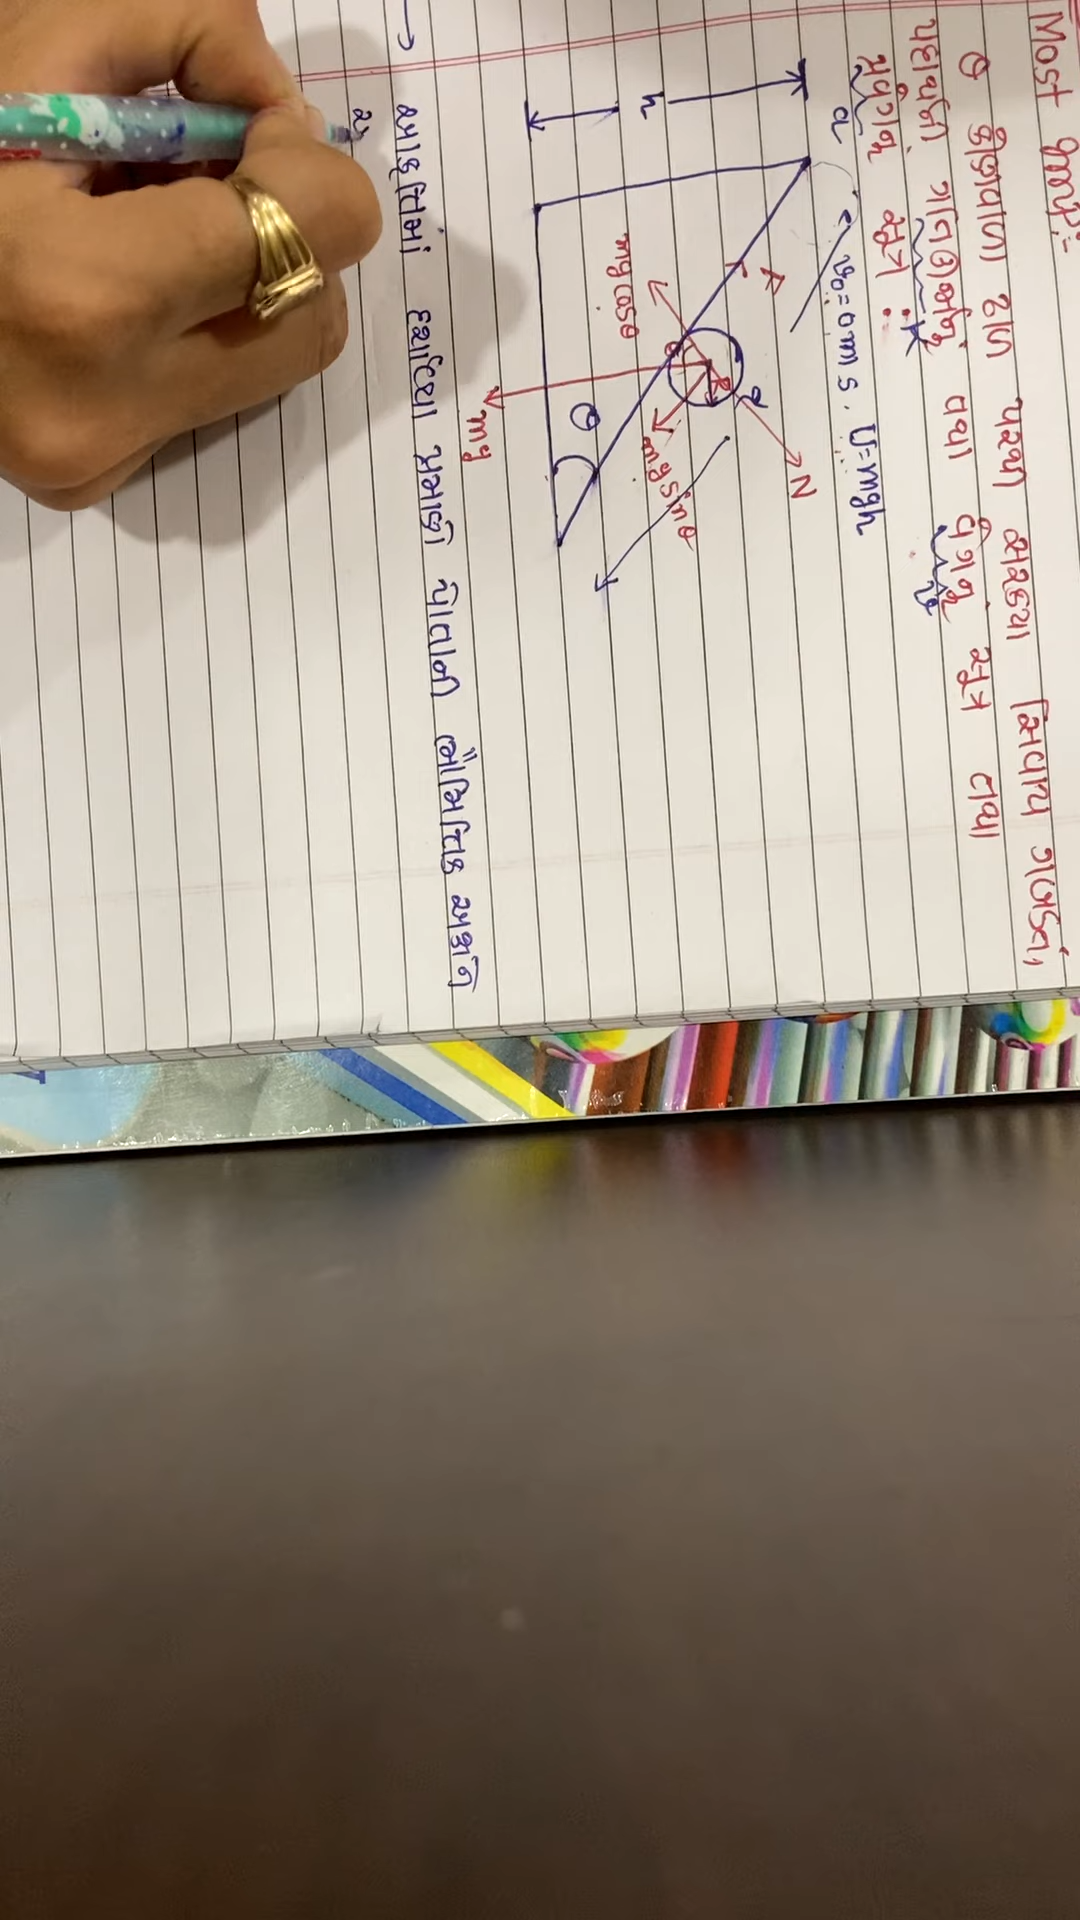 Most Imp :-
θ કોણવાળા ઢાળ પરથી સરક્યા સિવાય ગબડતાં,
પદાર્થની ગતિઊર્જાનું તથા વેગનું સૂત્ર તથા
K v
પ્રવેગનું સૂત્ર :
a
v₀=0 m s . U=mgh
h
F
r
R
N
a
mg sinθ
mg cosθ
θ
θ
mg
→ આકૃતિમાં દર્શાવ્યા પ્રમાણે પોતાની ભૌમિતિક અક્ષને